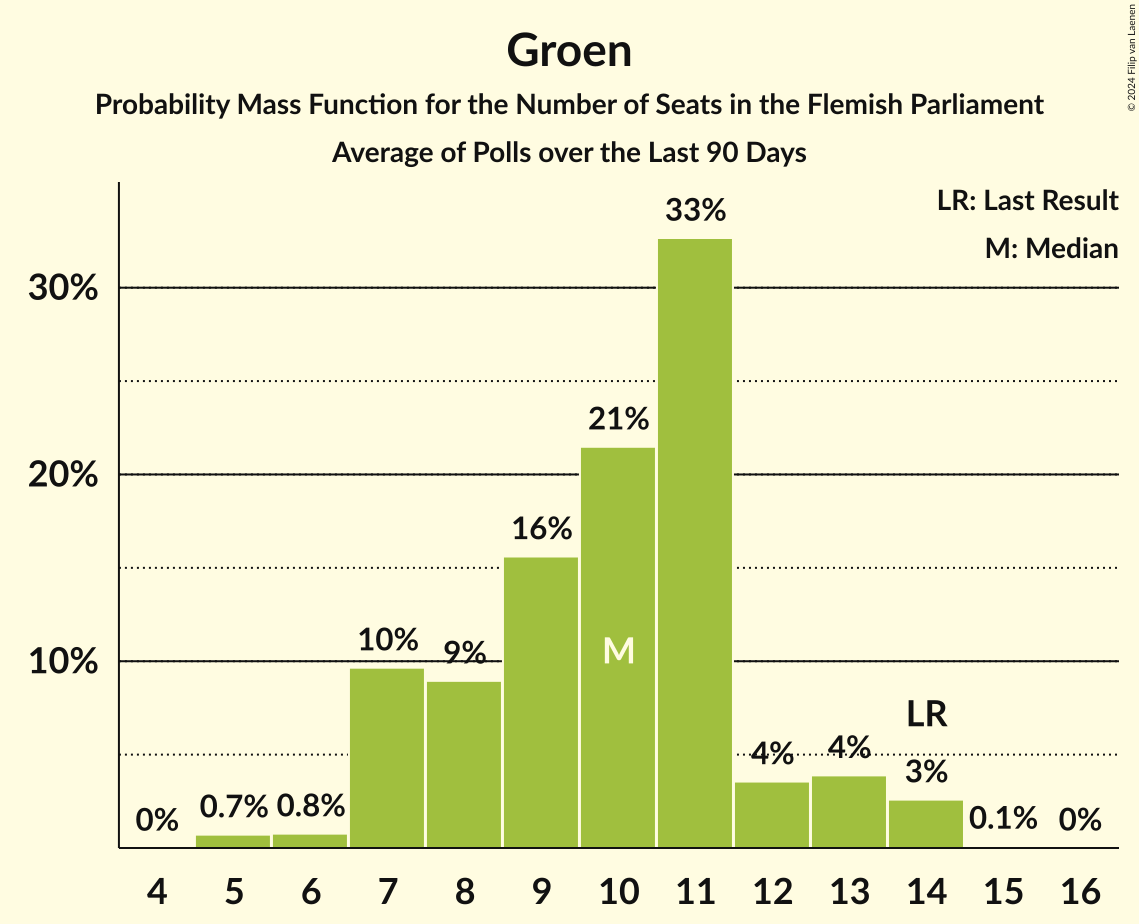 Groen
Probability Mass Function for the Number of Seats in the Flemish Parliament
Average of Polls over the Last 90 Days
© 2024 Filip van Laenen
LR: Last Result
M: Median
30%
20%
10%
0%
0.7%
0.8%
10%
9%
16%
21%
33%
4%
4%
3%
0.1%
0%
M
LR
4 5 6 7 8 9 10 11 12 13 14 15 16